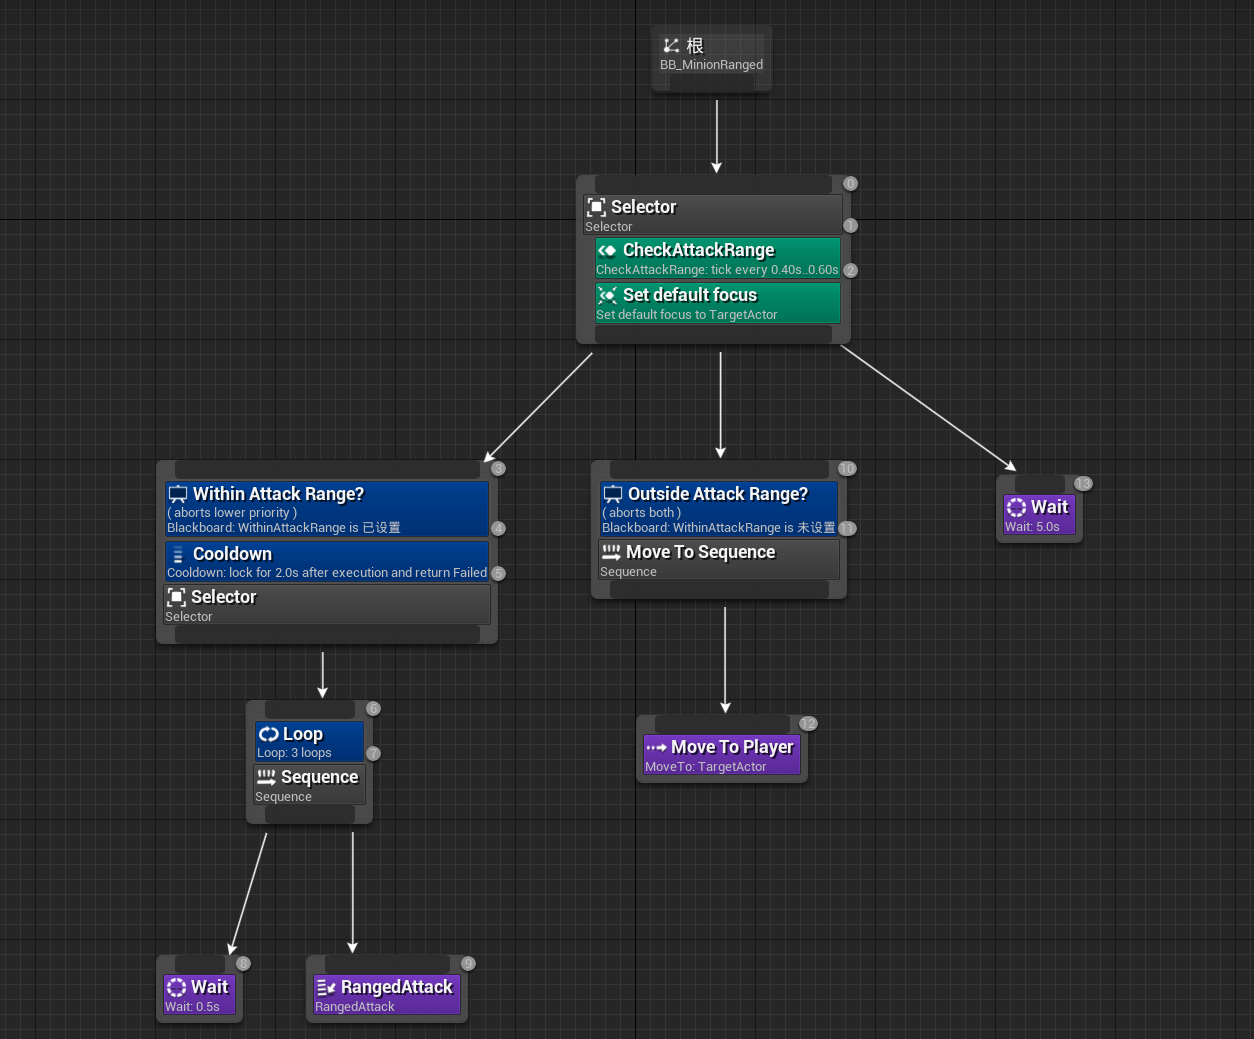 根
BB_MinionRanged
0
Selector
Selector
1
CheckAttackRange
CheckAttackRange: tick every 0.40s..0.60s
2
Set default focus
Set default focus to TargetActor
3
Within Attack Range?
( aborts lower priority )
Blackboard: WithinAttackRange is 已设置
4
Cooldown
Cooldown: lock for 2.0s after execution and return Failed
5
Selector
Selector
10
Outside Attack Range?
( aborts both )
Blackboard: WithinAttackRange is 未设置
11
Move To Sequence
Sequence
13
Wait
Wait: 5.0s
6
Loop
Loop: 3 loops
7
Sequence
Sequence
12
Move To Player
MoveTo: TargetActor
8
Wait
Wait: 0.5s
9
RangedAttack
RangedAttack